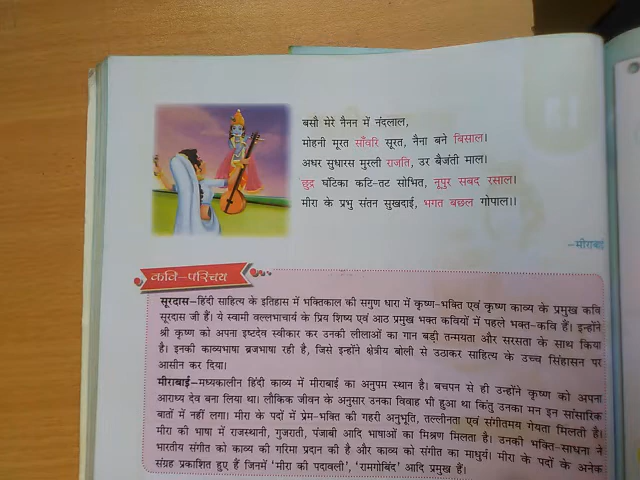 बसौ मेरे नैनन में नंदलाल,
मोहनी मूरत साँवरि सूरत, नैना बने बिसाल।
अधर सुधारस मुरली राजति, उर बैजंती माल।
छुद्र घंटिका कटि-तट सोभित, नूपुर सबद रसाल।
मीरा के प्रभु संतन सुखदाई, भगत बछल गोपाल।।
–मीराबाई
कवि–परिचय
सूरदास–हिंदी साहित्य के इतिहास में भक्तिकाल की सगुण धारा में कृष्ण-भक्ति एवं कृष्ण काव्य के प्रमुख कवि
सूरदास जी हैं। ये स्वामी वल्लभाचार्य के प्रिय शिष्य एवं आठ प्रमुख भक्त कवियों में पहले भक्त-कवि हैं। इन्होंने
श्री कृष्ण को अपना इष्टदेव स्वीकार कर उनकी लीलाओं का गान बड़ी तन्मयता और सरसता के साथ किया
है। इनकी काव्यभाषा ब्रजभाषा रही है, जिसे इन्होंने क्षेत्रीय बोली से उठाकर साहित्य के उच्च सिंहासन पर
आसीन कर दिया।
मीराबाई–मध्यकालीन हिंदी काव्य में मीराबाई का अनुपम स्थान है। बचपन से ही उन्होंने कृष्ण को अपना
आराध्य देव बना लिया था। लौकिक जीवन के अनुसार उनका विवाह भी हुआ था किंतु उनका मन इन सांसारिक
बातों में नहीं लगा। मीरा के पदों में प्रेम-भक्ति की गहरी अनुभूति, तल्लीनता एवं संगीतमय गेयता मिलती है।
मीरा की भाषा में राजस्थानी, गुजराती, पंजाबी आदि भाषाओं का मिश्रण मिलता है। उनकी भक्ति-साधना ने
भारतीय संगीत को काव्य की गरिमा प्रदान की है और काव्य को संगीत का माधुर्य। मीरा के पदों के अनेक
संग्रह प्रकाशित हुए हैं जिनमें ‘मीरा की पदावली’, ‘रामगोबिंद’ आदि प्रमुख हैं।